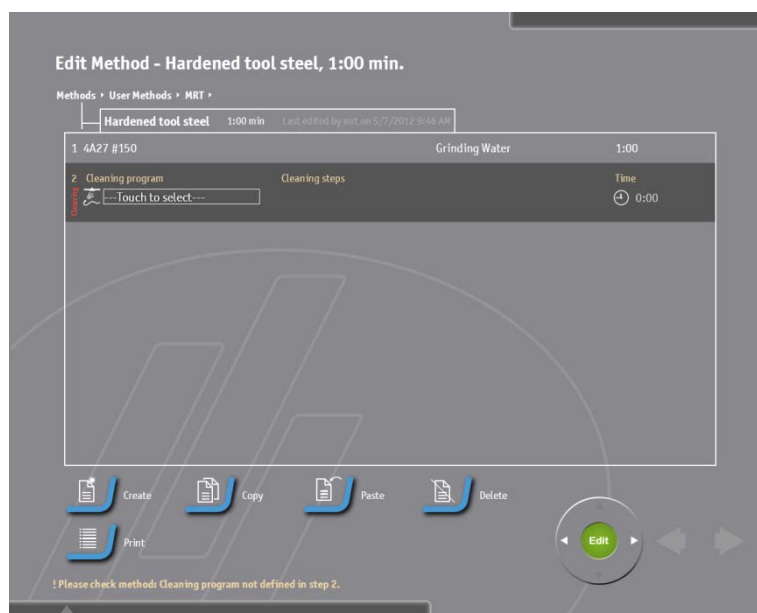 Edit Method - Hardened tool steel, 1:00 min.
Methods ‣ User Methods ‣ MRT ‣
Hardened tool steel 1:00 min Last edited by mrt on 5/7/2012 9:46 AM
1 4A27 #150 Grinding Water 1:00
2 Cleaning program Cleaning steps Time
Cleaning
---Touch to select--- 0:00
Create Copy Paste Delete
Print
Edit
! Please check method: Cleaning program not defined in step 2.